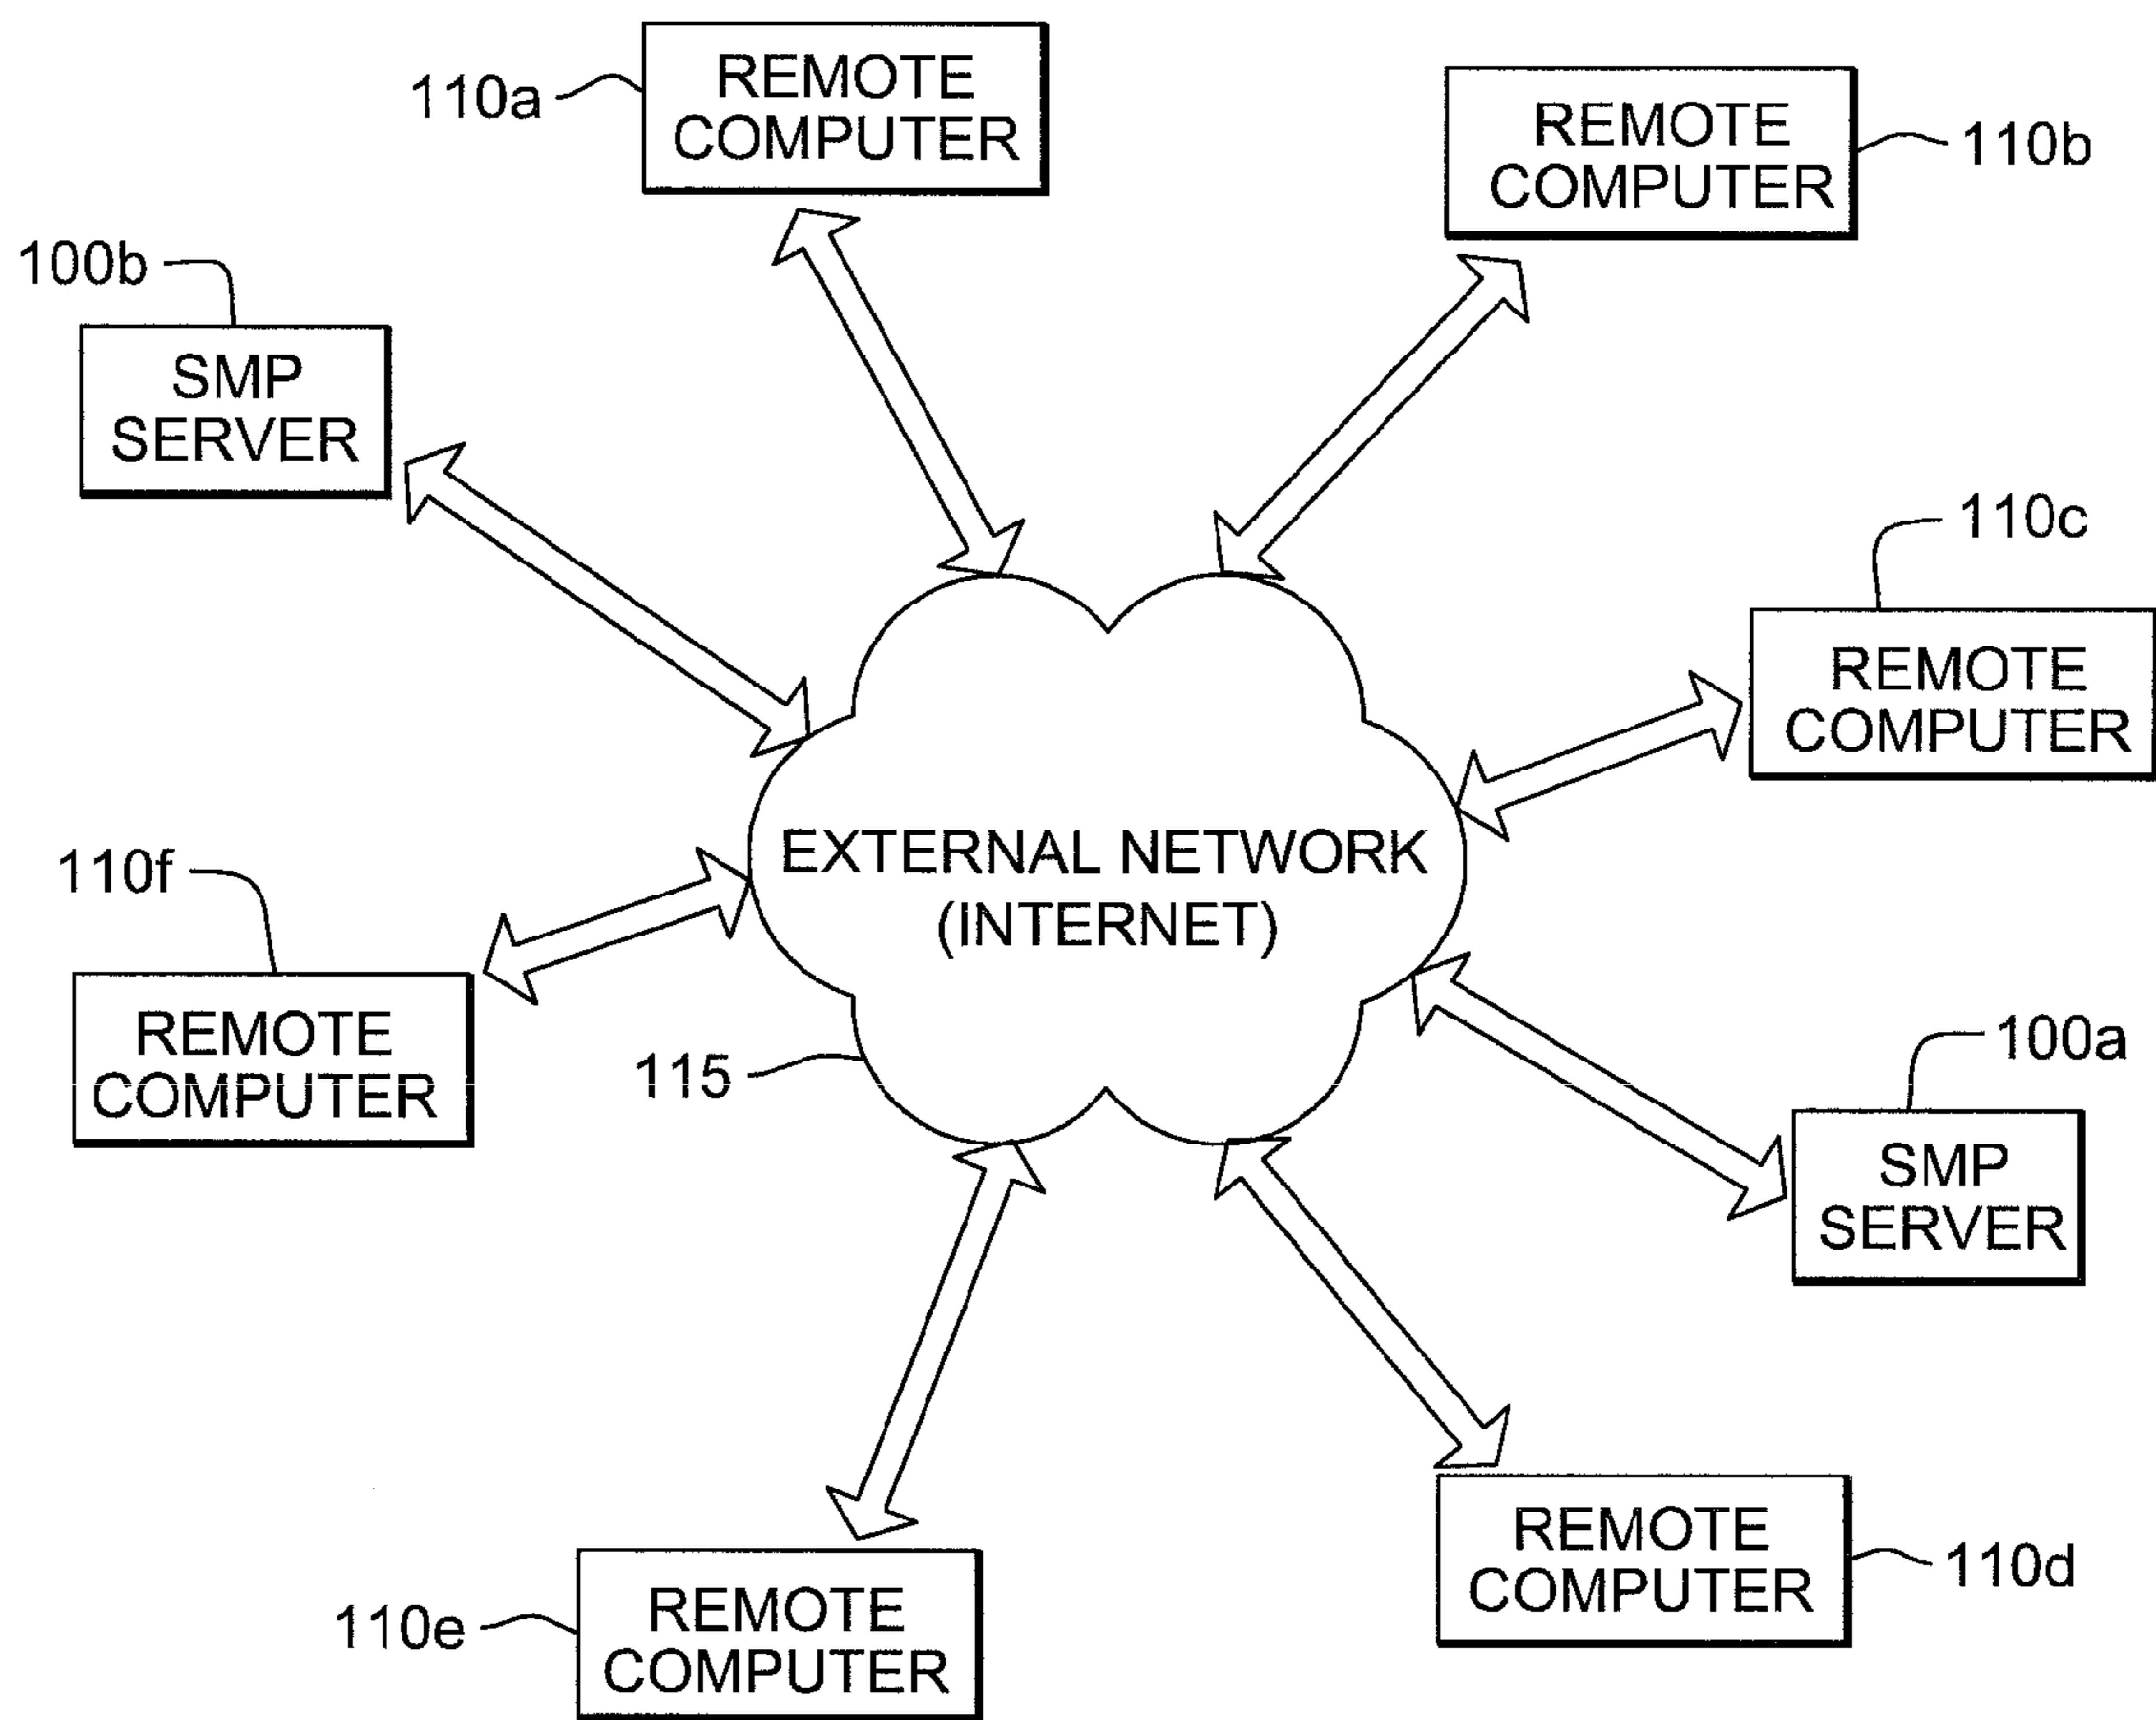 110a
REMOTE
COMPUTER
REMOTE
COMPUTER
110b
100b
SMP
SERVER
110c
REMOTE
COMPUTER
EXTERNAL NETWORK
(INTERNET)
110f
REMOTE
COMPUTER
115
100a
SMP
SERVER
REMOTE
COMPUTER
110d
110e
REMOTE
COMPUTER